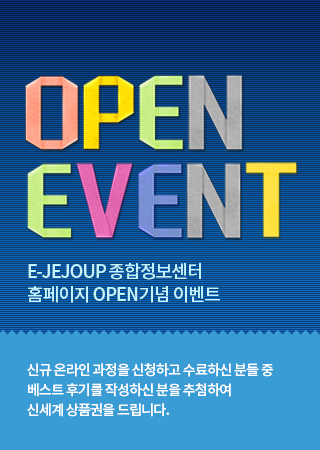 OPEN
EVENT
E-JEJOUP 종합정보센터
홈페이지 OPEN기념 이벤트
신규 온라인 과정을 신청하고 수료하신 분들 중
베스트 후기를 작성하신 분을 추첨하여
신세계 상품권을 드립니다.